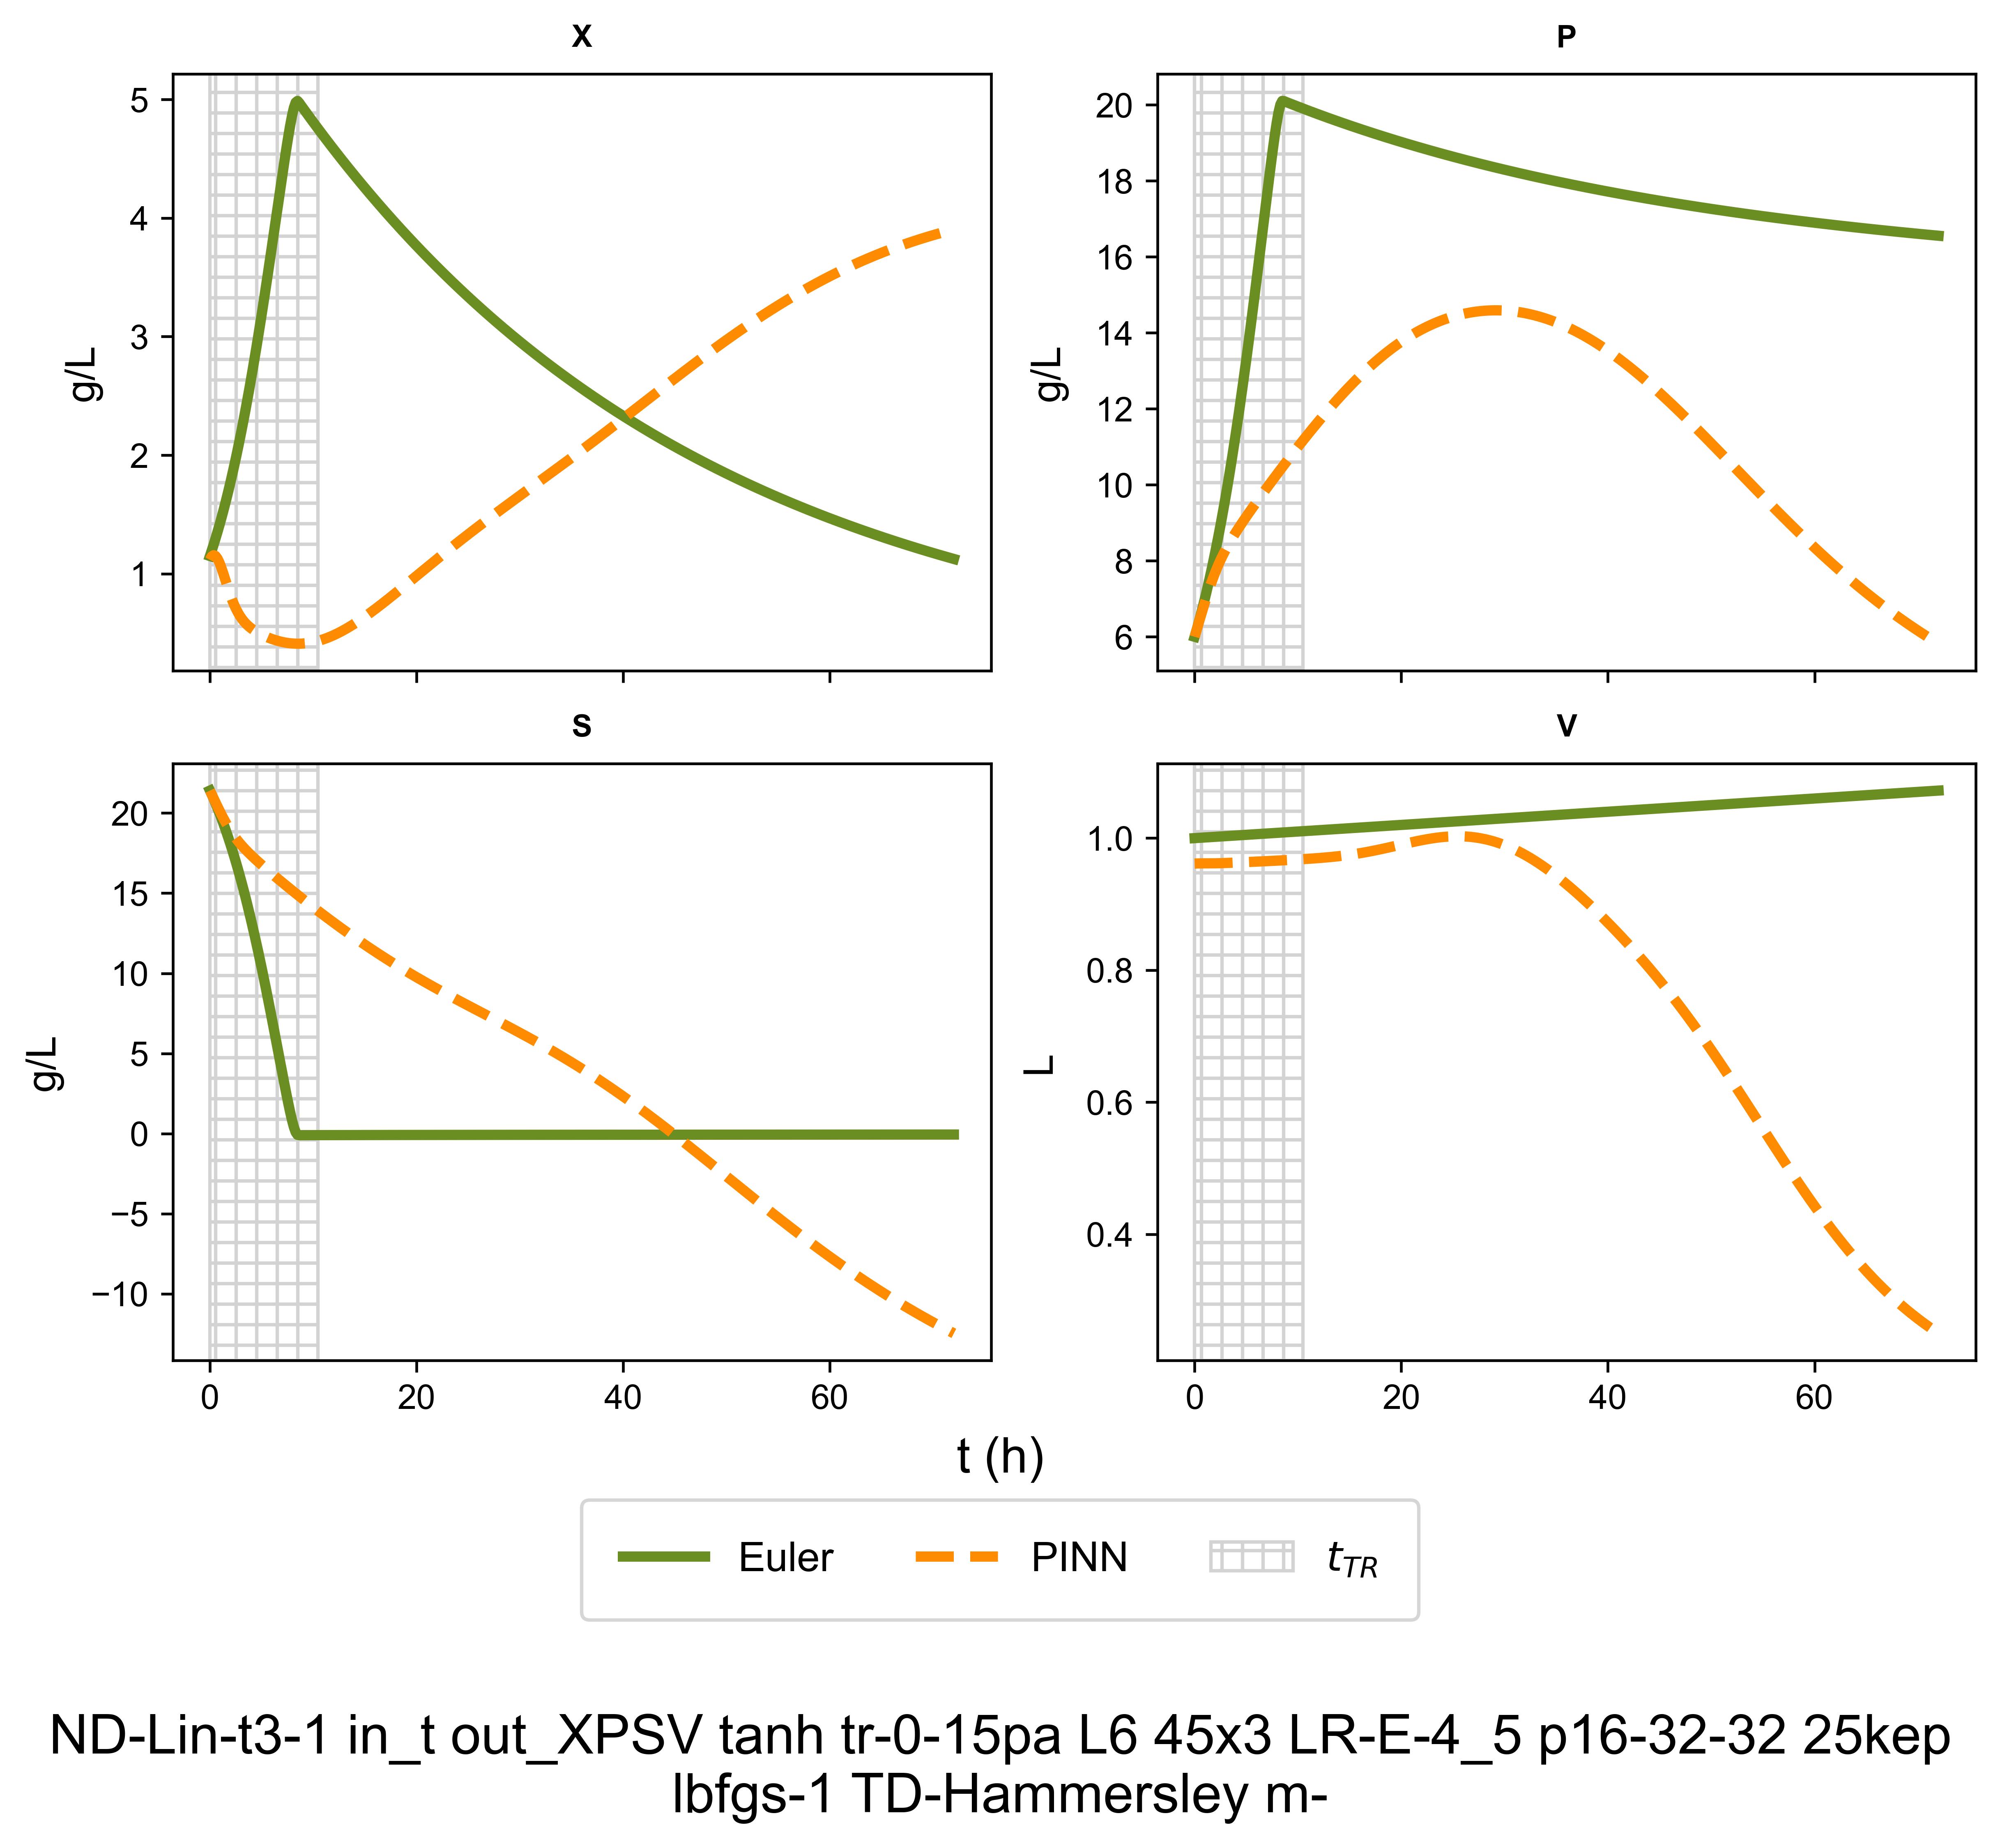 X
P
5
4
3
2
1
g/L
20
18
16
14
12
10
8
6
g/L
S
V
20
15
10
5
0
−5
−10
g/L
1.0
0.8
0.6
0.4
L
0 20 40 60
0 20 40 60
t (h)
Euler PINN t_TR
ND-Lin-t3-1 in_t out_XPSV tanh tr-0-15pa L6 45x3 LR-E-4_5 p16-32-32 25kep
lbfgs-1 TD-Hammersley m-